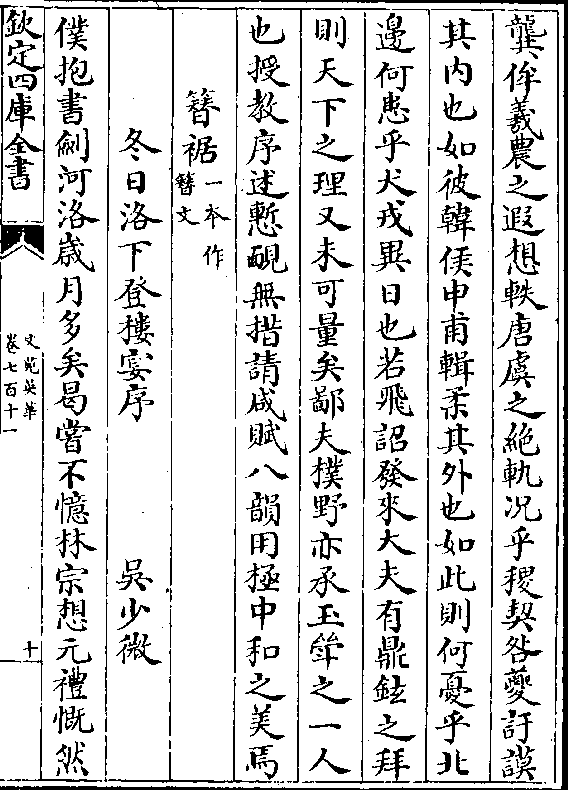 龔侔羲農之遐想軼唐虞之絶軌况乎稷契咎夔訏謨
其内也如彼韓侯申甫輯柔其外也如此則何憂乎北
邊何患乎犬戎異日也若飛詔發來大夫有鼎鉉之拜
則天下之理又未可量矣鄙夫樸野亦承玉斝之一人
也授教序述慙硯無措請咸賦八韻用極中和之美焉
簪裾一本作簪文
冬日洛下登樓宴序　吳少微
僕抱書劍河洛歲月多矣曷嘗不憶林宗想元禮慨然
欽定四庫全書
文苑英華
卷七百十一
十